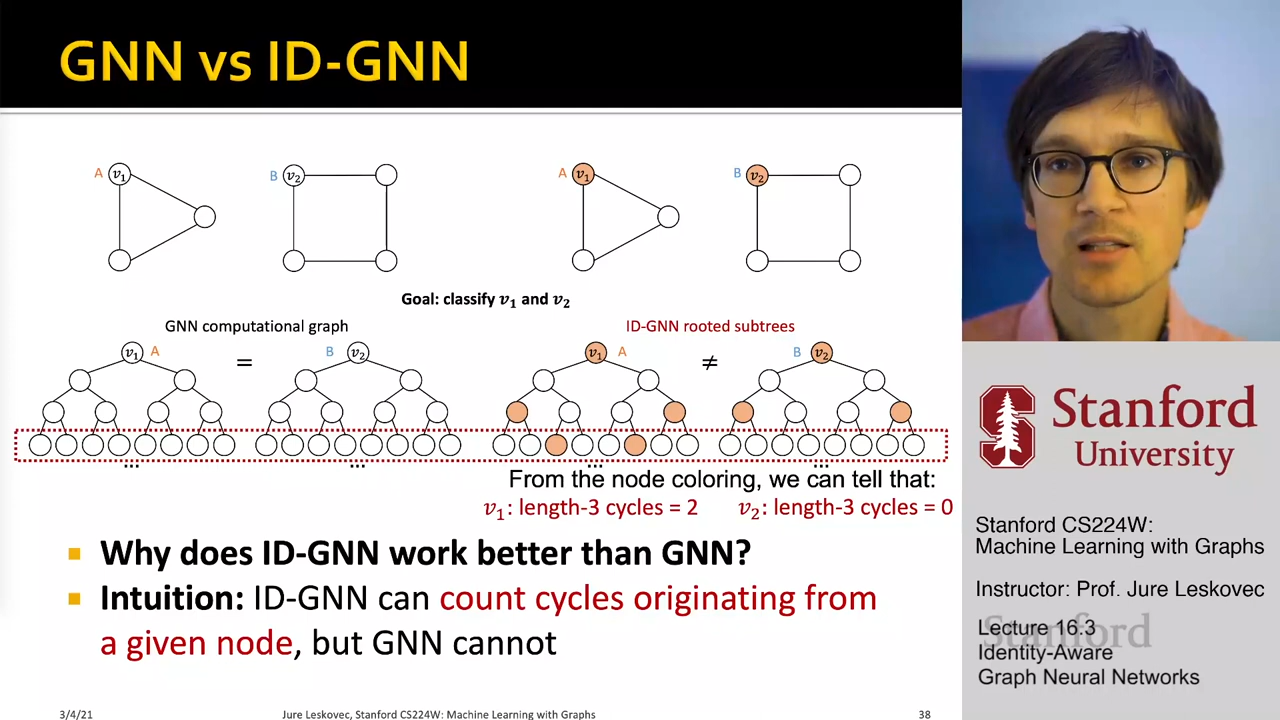 GNN vs ID-GNN
A v₁ B v₂ A v₁ B v₂
Goal: classify v₁ and v₂
GNN computational graph ID-GNN rooted subtrees
v₁ A = B v₂ v₁ A ≠ B v₂
... ... ... ...
From the node coloring, we can tell that:
v₁: length-3 cycles = 2 v₂: length-3 cycles = 0
Why does ID-GNN work better than GNN?
Intuition: ID-GNN can count cycles originating from
a given node, but GNN cannot
3/4/21 Jure Leskovec, Stanford CS224W: Machine Learning with Graphs 38
S
Stanford
University
Stanford CS224W:
Machine Learning with Graphs
Instructor: Prof. Jure Leskovec
Stanford
Lecture 16.3
Identity-Aware
Graph Neural Networks